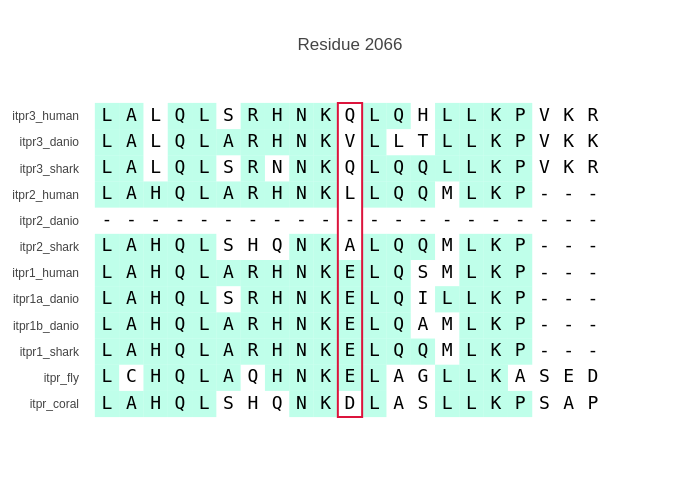 Residue 2066
itpr3_human L A L Q L S R H N K Q L Q H L L K P V K R
itpr3_danio L A L Q L A R H N K V L L T L L K P V K K
itpr3_shark L A L Q L S R N N K Q L Q Q L L K P V K R
itpr2_human L A H Q L A R H N K L L Q Q M L K P - - -
itpr2_danio - - - - - - - - - - - - - - - - - - - - -
itpr2_shark L A H Q L S H Q N K A L Q Q M L K P - - -
itpr1_human L A H Q L A R H N K E L Q S M L K P - - -
itpr1a_danio L A H Q L S R H N K E L Q I L L K P - - -
itpr1b_danio L A H Q L A R H N K E L Q A M L K P - - -
itpr1_shark L A H Q L A R H N K E L Q Q M L K P - - -
itpr_fly L C H Q L A Q H N K E L A G L L K A S E D
itpr_coral L A H Q L S H Q N K D L A S L L K P S A P